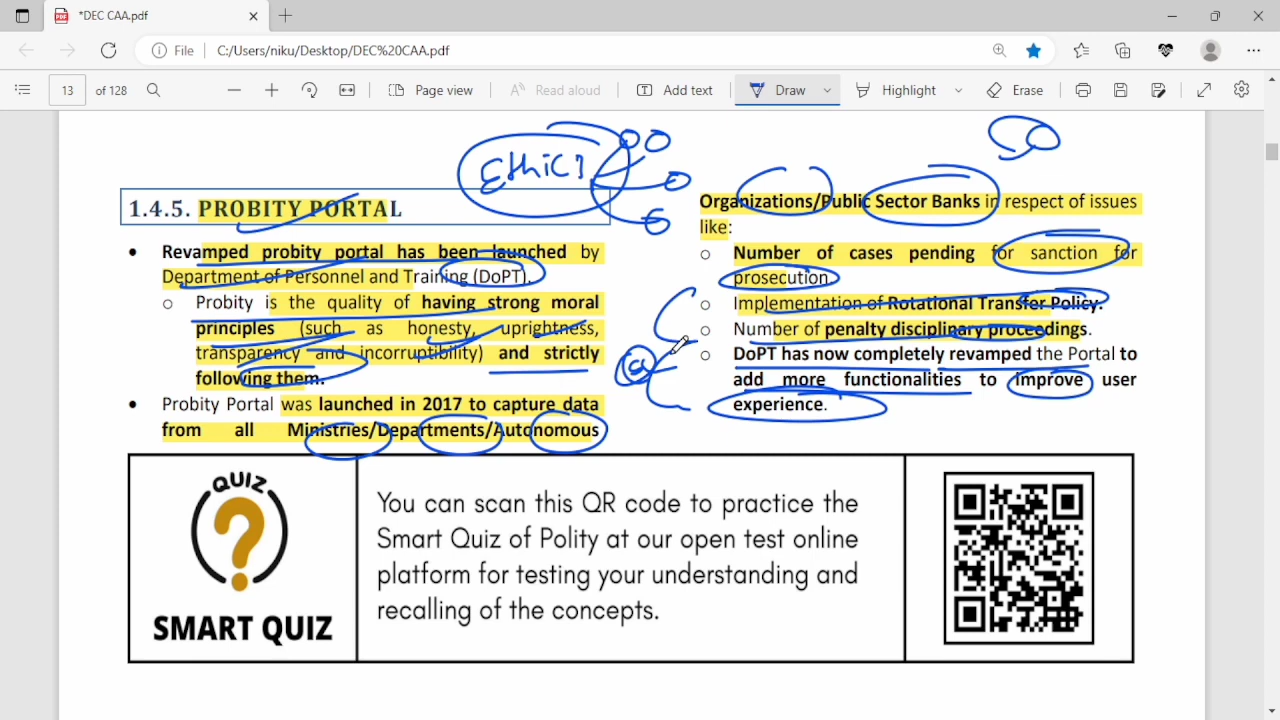 *DEC CAA.pdf
File
C:/Users/niku/Desktop/DEC%20CAA.pdf
13 of 128
Page view
Read aloud
Add text
Draw
Highlight
Erase
Ethics
1.4.5. PROBITY PORTAL
• Revamped probity portal has been launched by
Department of Personnel and Training (DoPT).
o Probity is the quality of having strong moral
principles (such as honesty, uprightness,
transparency and incorruptibility) and strictly
following them.
• Probity Portal was launched in 2017 to capture data
from all Ministries/Departments/Autonomous
Organizations/Public Sector Banks in respect of issues
like:
o Number of cases pending for sanction for
prosecution.
o Implementation of Rotational Transfer Policy.
o Number of penalty disciplinary proceedings.
o DoPT has now completely revamped the Portal to
add more functionalities to improve user
experience.
QUIZ
?
SMART QUIZ
You can scan this QR code to practice the
Smart Quiz of Polity at our open test online
platform for testing your understanding and
recalling of the concepts.